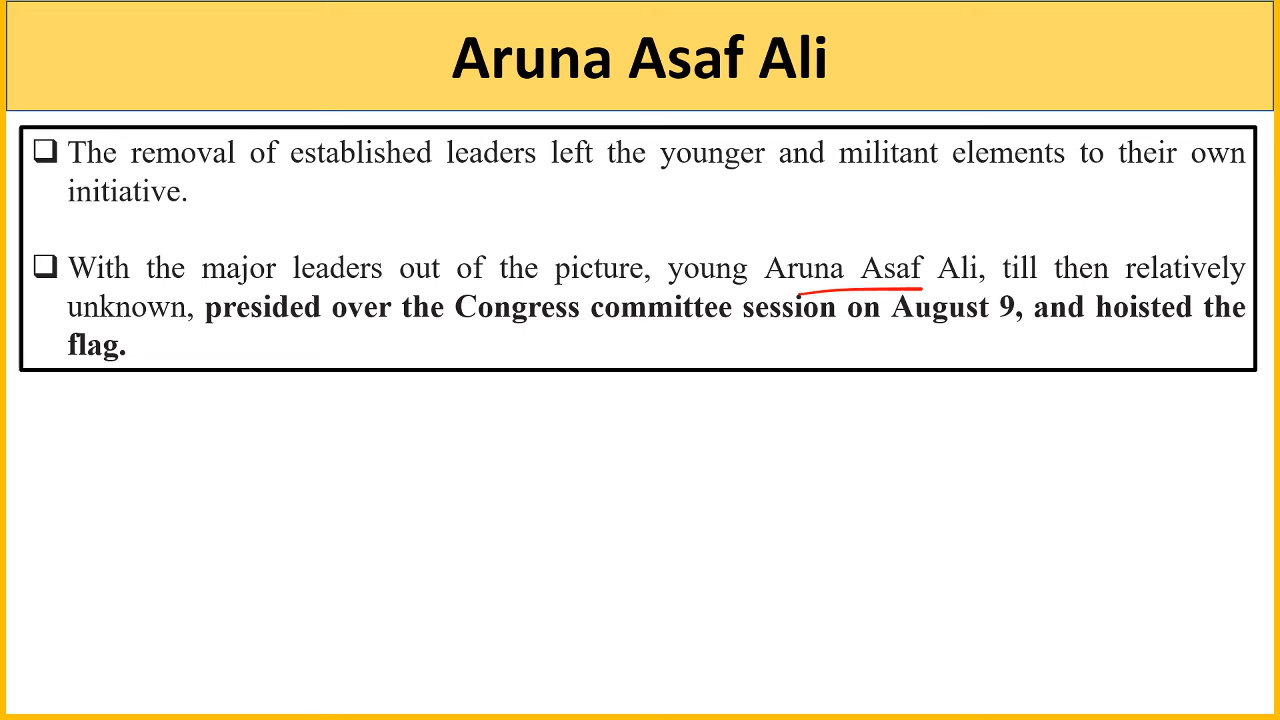 Aruna Asaf Ali
❑ The removal of established leaders left the younger and militant elements to their own
initiative.
❑ With the major leaders out of the picture, young Aruna Asaf Ali, till then relatively
unknown, presided over the Congress committee session on August 9, and hoisted the
flag.